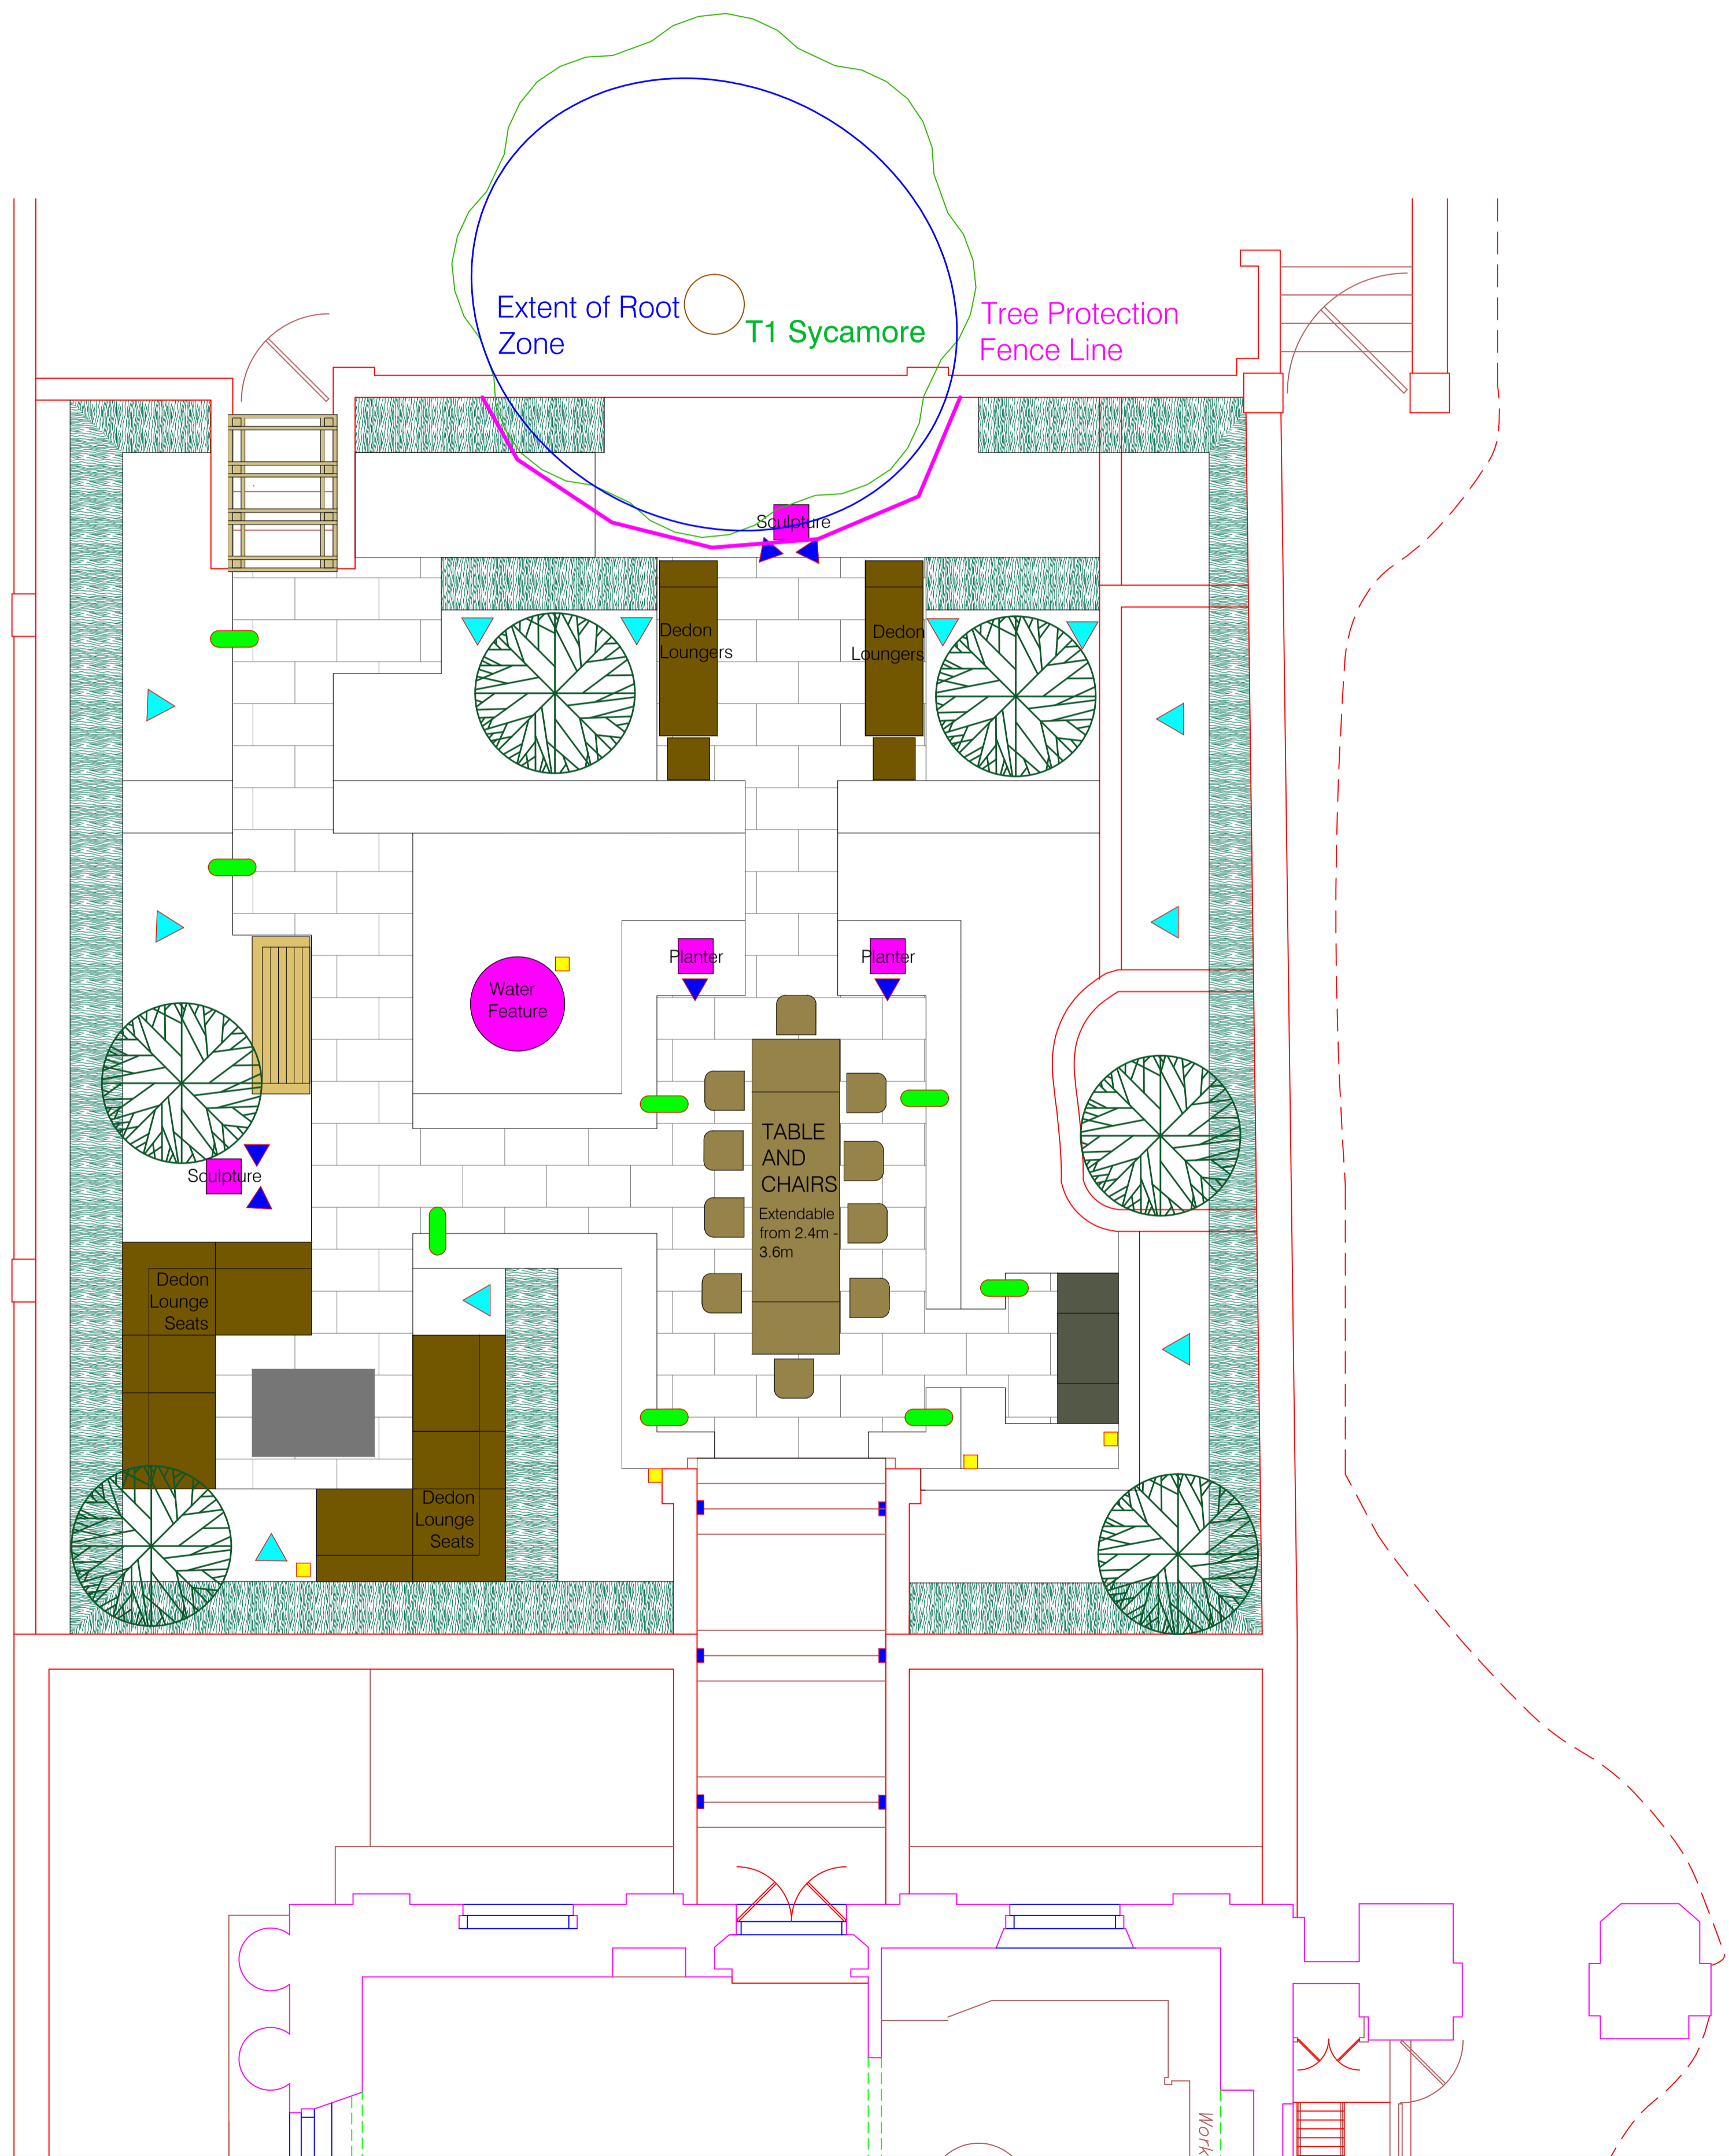 Extent of Root
Zone
T1 Sycamore
Tree Protection
Fence Line
Sculpture
Dedon
Loungers
Dedon
Loungers
Planter
Planter
Water
Feature
TABLE
AND
CHAIRS
Extendable
from 2.4m -
3.6m
Sculpture
Dedon
Lounge
Seats
Dedon
Lounge
Seats
Work